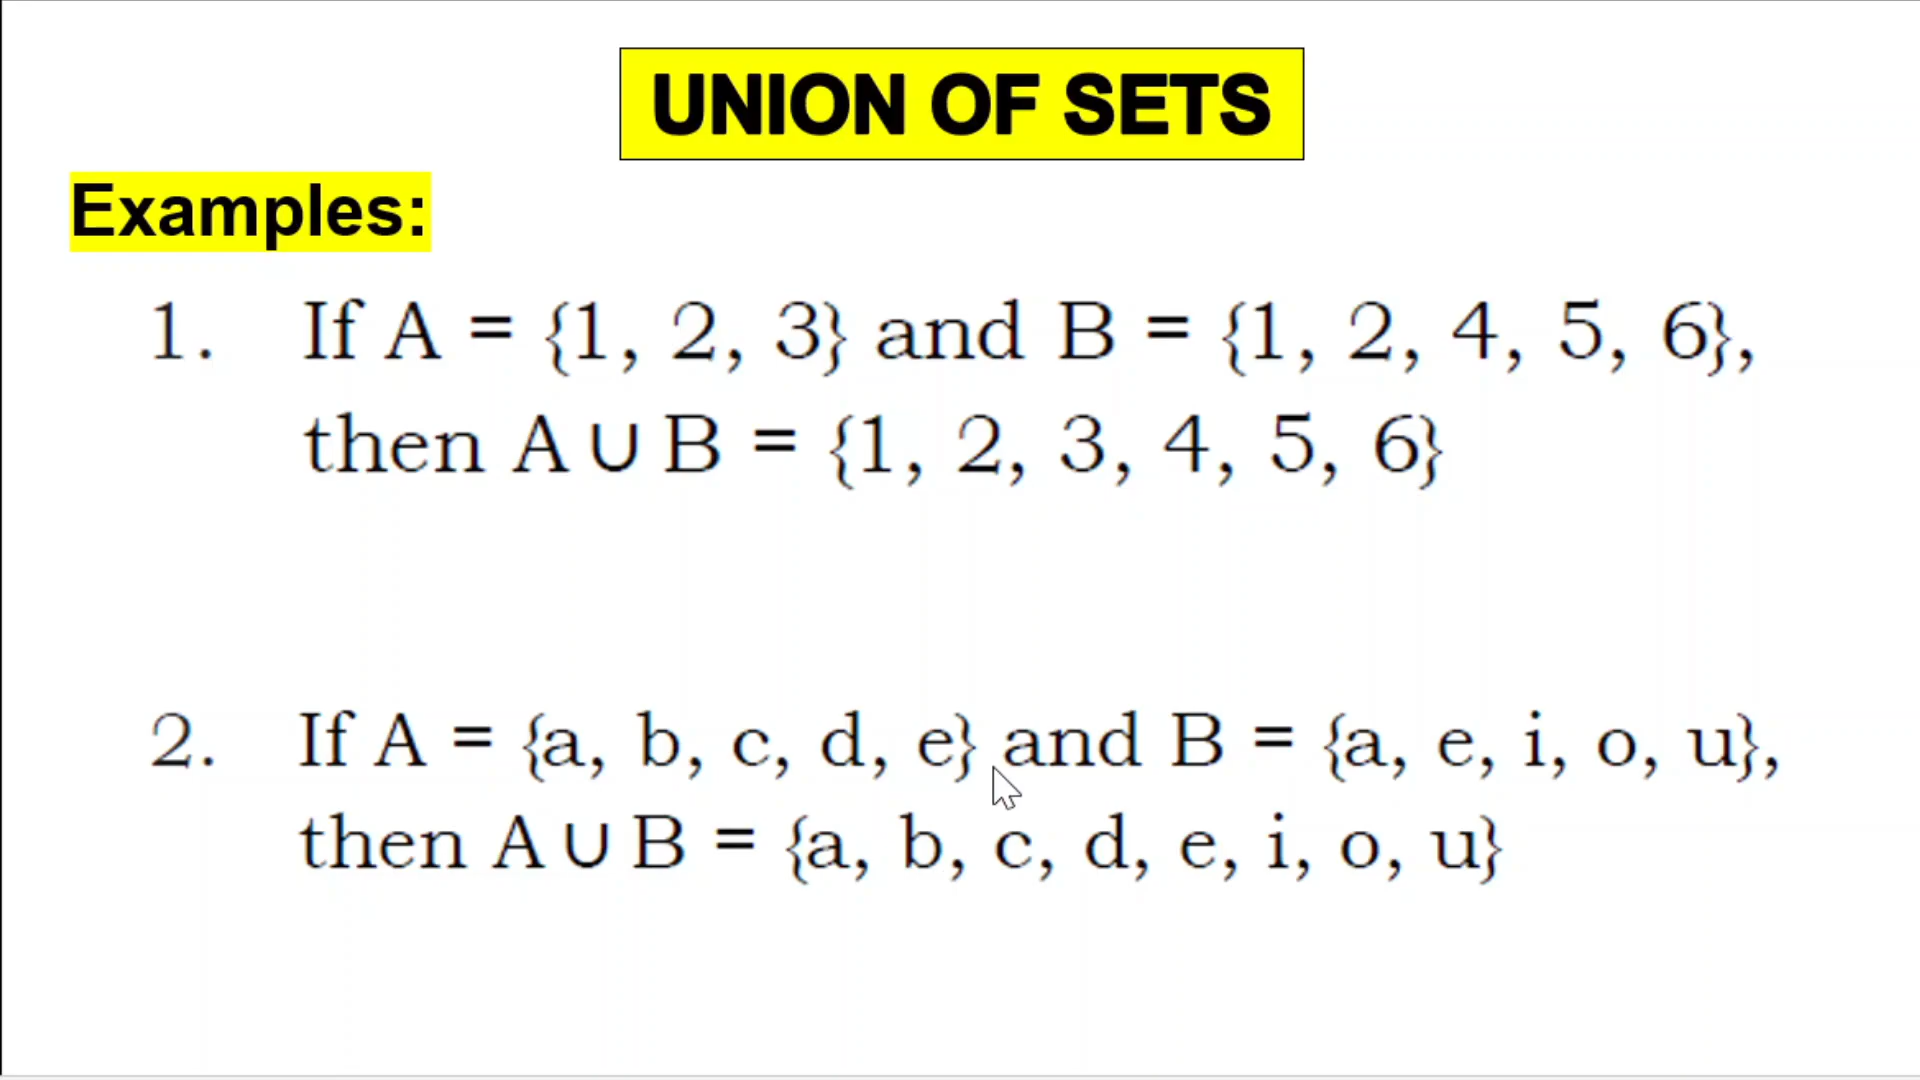 UNION OF SETS
Examples:
1. If A = {1, 2, 3} and B = {1, 2, 4, 5, 6},
then A ∪ B = {1, 2, 3, 4, 5, 6}
2. If A = {a, b, c, d, e} and B = {a, e, i, o, u},
then A ∪ B = {a, b, c, d, e, i, o, u}